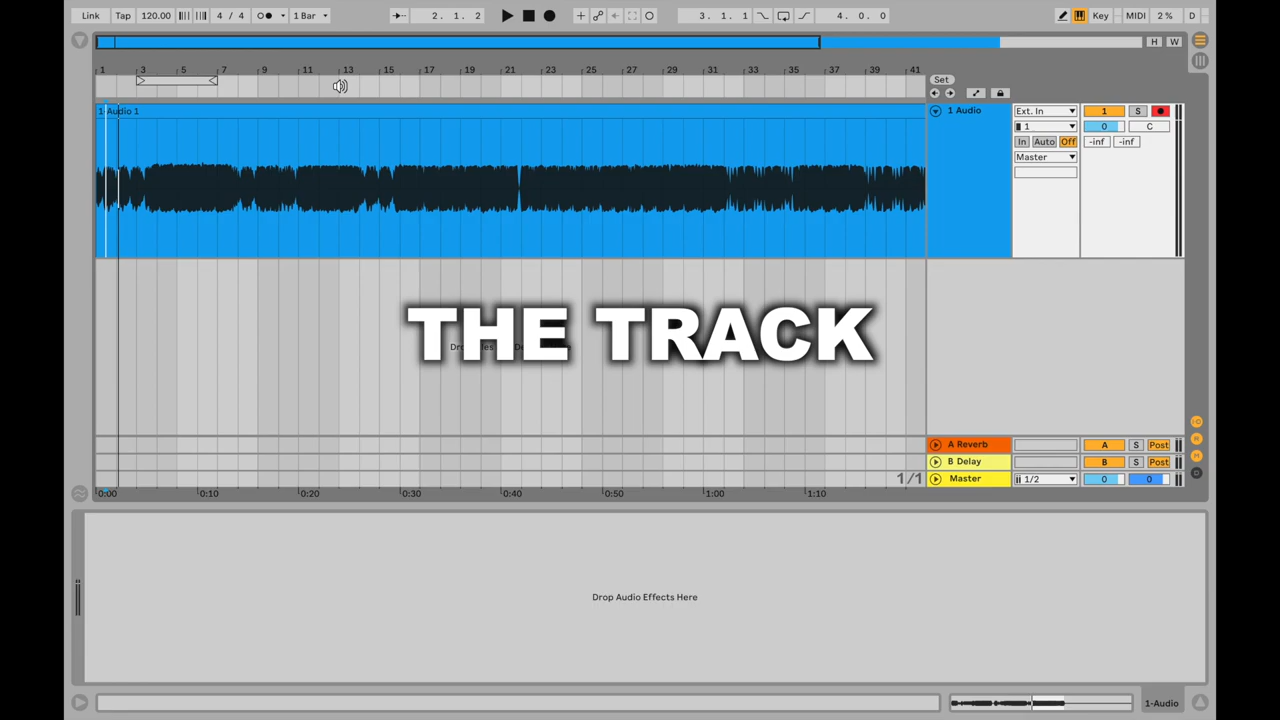 Link Tap 120.00 4 / 4 1 Bar 2. 1. 2 3. 1. 1 4. 0. 0 Key MIDI 2 % D
H W
1 3 5 7 9 11 13 15 17 19 21 23 25 27 29 31 33 35 37 39 41
Set
1-Audio 1 1 Audio Ext. In 1 S
1 0 C
In Auto Off -inf -inf
Master
THE TRACK
A Reverb A S Post
B Delay B S Post
1/1 Master 1/2 0 0
0:00 0:10 0:20 0:30 0:40 0:50 1:00 1:10
Drop Audio Effects Here
1-Audio